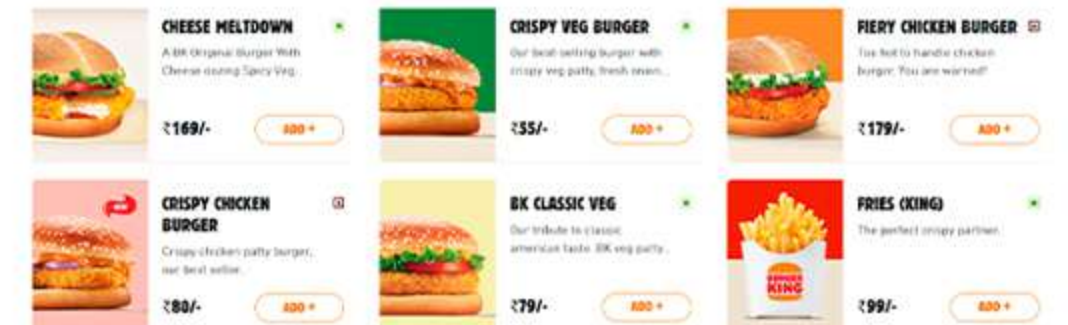 CHEESE MELTDOWN
A BK Original Burger With
Cheese oozing Spicy Veg...
₹169/-
ADD +
CRISPY VEG BURGER
Our best-selling burger with
crispy veg patty, fresh onion...
₹55/-
ADD +
FIERY CHICKEN BURGER
Too hot to handle chicken
burger. You are warned!!
₹179/-
ADD +
CRISPY CHICKEN
BURGER
Crispy chicken patty burger,
our best seller.
₹80/-
ADD +
BK CLASSIC VEG
Our tribute to classic
american taste. BK veg patty...
₹79/-
ADD +
FRIES (KING)
The perfect crispy partner.
BURGER
KING
₹99/-
ADD +